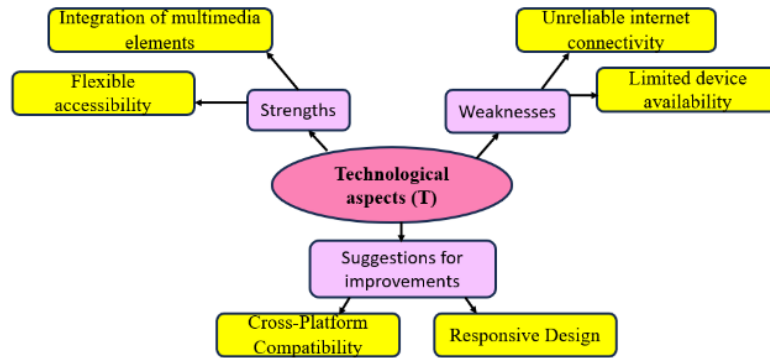 Integration of multimedia
elements
Unreliable internet
connectivity
Flexible
accessibility
Strengths
Weaknesses
Limited device
availability
Technological
aspects (T)
Suggestions for
improvements
Cross-Platform
Compatibility
Responsive Design